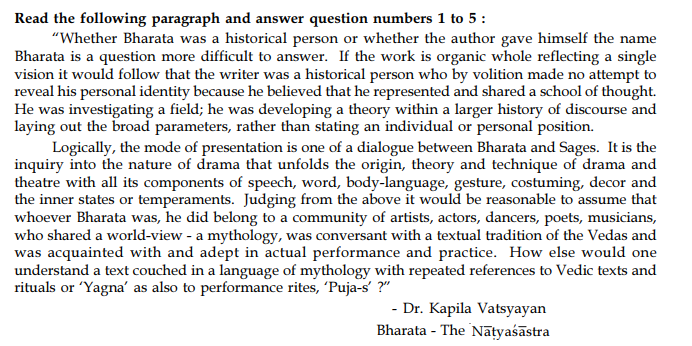 Read the following paragraph and answer question numbers 1 to 5 :
“Whether Bharata was a historical person or whether the author gave himself the name
Bharata is a question more difficult to answer. If the work is organic whole reflecting a single
vision it would follow that the writer was a historical person who by volition made no attempt to
reveal his personal identity because he believed that he represented and shared a school of thought.
He was investigating a field; he was developing a theory within a larger history of discourse and
laying out the broad parameters, rather than stating an individual or personal position.
Logically, the mode of presentation is one of a dialogue between Bharata and Sages. It is the
inquiry into the nature of drama that unfolds the origin, theory and technique of drama and
theatre with all its components of speech, word, body-language, gesture, costuming, decor and
the inner states or temperaments. Judging from the above it would be reasonable to assume that
whoever Bharata was, he did belong to a community of artists, actors, dancers, poets, musicians,
who shared a world-view - a mythology, was conversant with a textual tradition of the Vedas and
was acquainted with and adept in actual performance and practice. How else would one
understand a text couched in a language of mythology with repeated references to Vedic texts and
rituals or ‘Yagna’ as also to performance rites, ‘Puja-s’ ?”
- Dr. Kapila Vatsyayan
Bharata - The Nāṭyaśāstra